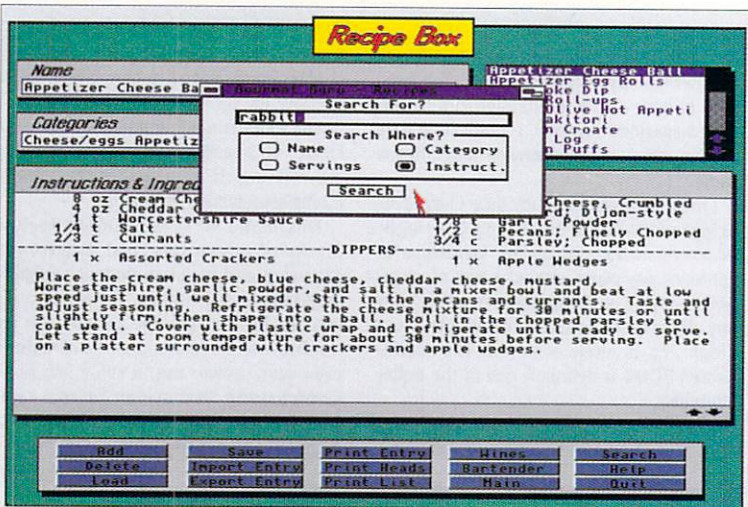 Recipe Box
Name
Appetizer Cheese Ba
Appetizer Cheese Ball
Appetizer Egg Rolls
oke Dip
Roll-ups
Olive Hot Appeti
akitori
n Croate
Log
Puffs
Gourmet Guru - Recipes
Search For?
rabbit
Search Where?
Name
Category
Servings
Instruct.
Search
Categories
Cheese/eggs Appetiz
Instructions & Ingred
8 oz Cream Che
4 oz Cheddar C
1 t Worcestershire Sauce
1/4 t Salt
2/3 c Currants
Cheese, Crumbled
rd; Dijon-style
1/8 t Garlic Powder
1/2 c Pecans; Finely Chopped
3/4 c Parsley; Chopped
DIPPERS
1 x Assorted Crackers
1 x Apple Wedges
Place the cream cheese, blue cheese, cheddar cheese, mustard,
Worcestershire, garlic powder, and salt in a mixer bowl and beat at low
speed just until well mixed. Stir in the pecans and currants. Taste and
adjust seasoning. Refrigerate the cheese mixture for 30 minutes or until
slightly firm, then shape into a ball. Roll in the chopped parsley to
coat well. Cover with plastic wrap and refrigerate until ready to serve.
Let stand at room temperature for about 30 minutes before serving. Place
on a platter surrounded with crackers and apple wedges.
Add
Save
Print Entry
Wines
Search
Delete
Import Entry
Print Heads
Bartender
Help
Load
Export Entry
Print List
Main
Quit